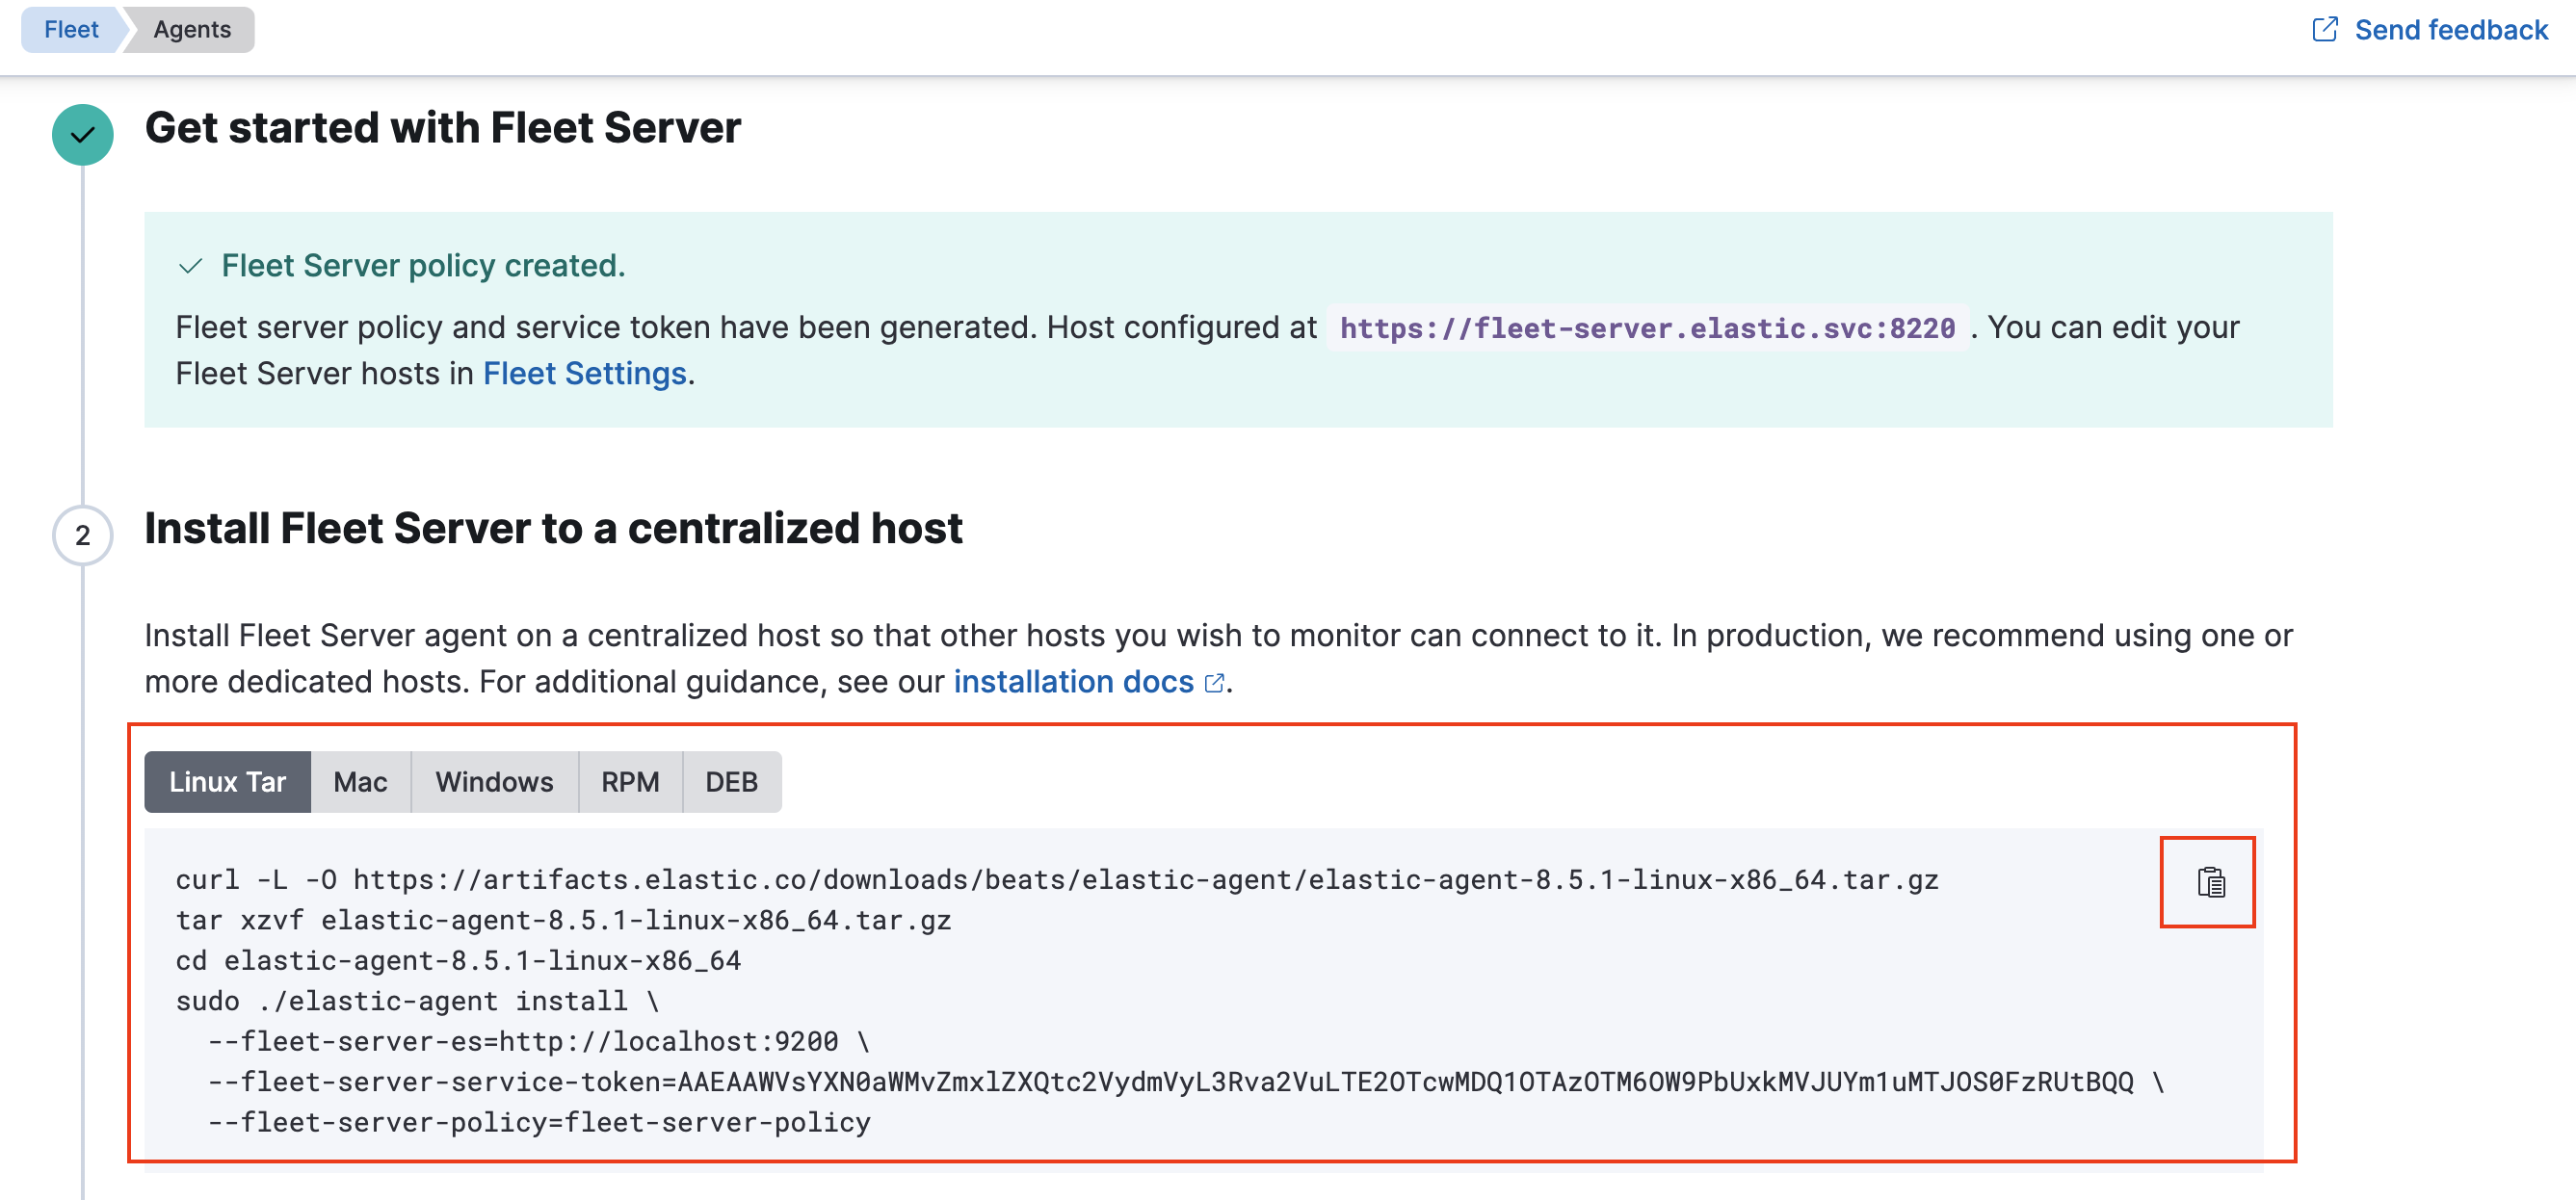 Fleet Agents Send feedback
Get started with Fleet Server
Fleet Server policy created.
Fleet server policy and service token have been generated. Host configured at https://fleet-server.elastic.svc:8220 . You can edit your
Fleet Server hosts in Fleet Settings.
2 Install Fleet Server to a centralized host
Install Fleet Server agent on a centralized host so that other hosts you wish to monitor can connect to it. In production, we recommend using one or
more dedicated hosts. For additional guidance, see our installation docs.
Linux Tar Mac Windows RPM DEB
curl -L -O https://artifacts.elastic.co/downloads/beats/elastic-agent/elastic-agent-8.5.1-linux-x86_64.tar.gz
tar xzvf elastic-agent-8.5.1-linux-x86_64.tar.gz
cd elastic-agent-8.5.1-linux-x86_64
sudo ./elastic-agent install \
--fleet-server-es=http://localhost:9200 \
--fleet-server-service-token=AAEAAWVsYXN0aWMvZmxlZXQtc2VydmVyL3Rva2VuLTE2OTcwMDQ1OTAzOTM6OW9PbUxkMVJUYm1uMTJOS0FzRUtBQQ \
--fleet-server-policy=fleet-server-policy